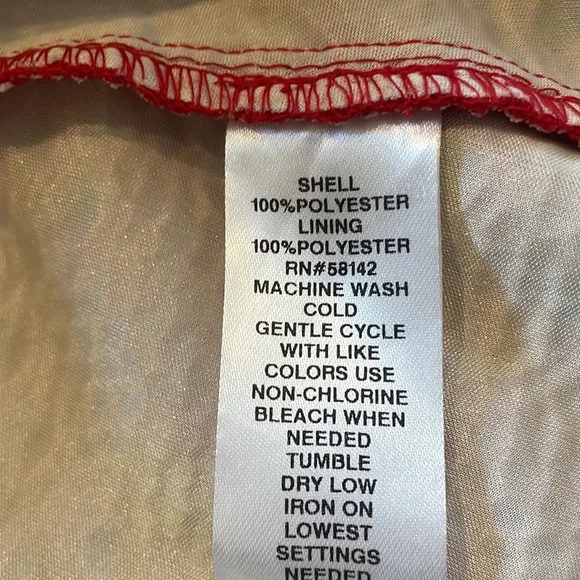 SHELL
100%POLYESTER
LINING
100%POLYESTER
RN#58142
MACHINE WASH
COLD
GENTLE CYCLE
WITH LIKE
COLORS USE
NON-CHLORINE
BLEACH WHEN
NEEDED
TUMBLE
DRY LOW
IRON ON
LOWEST
SETTINGS
NEEDED